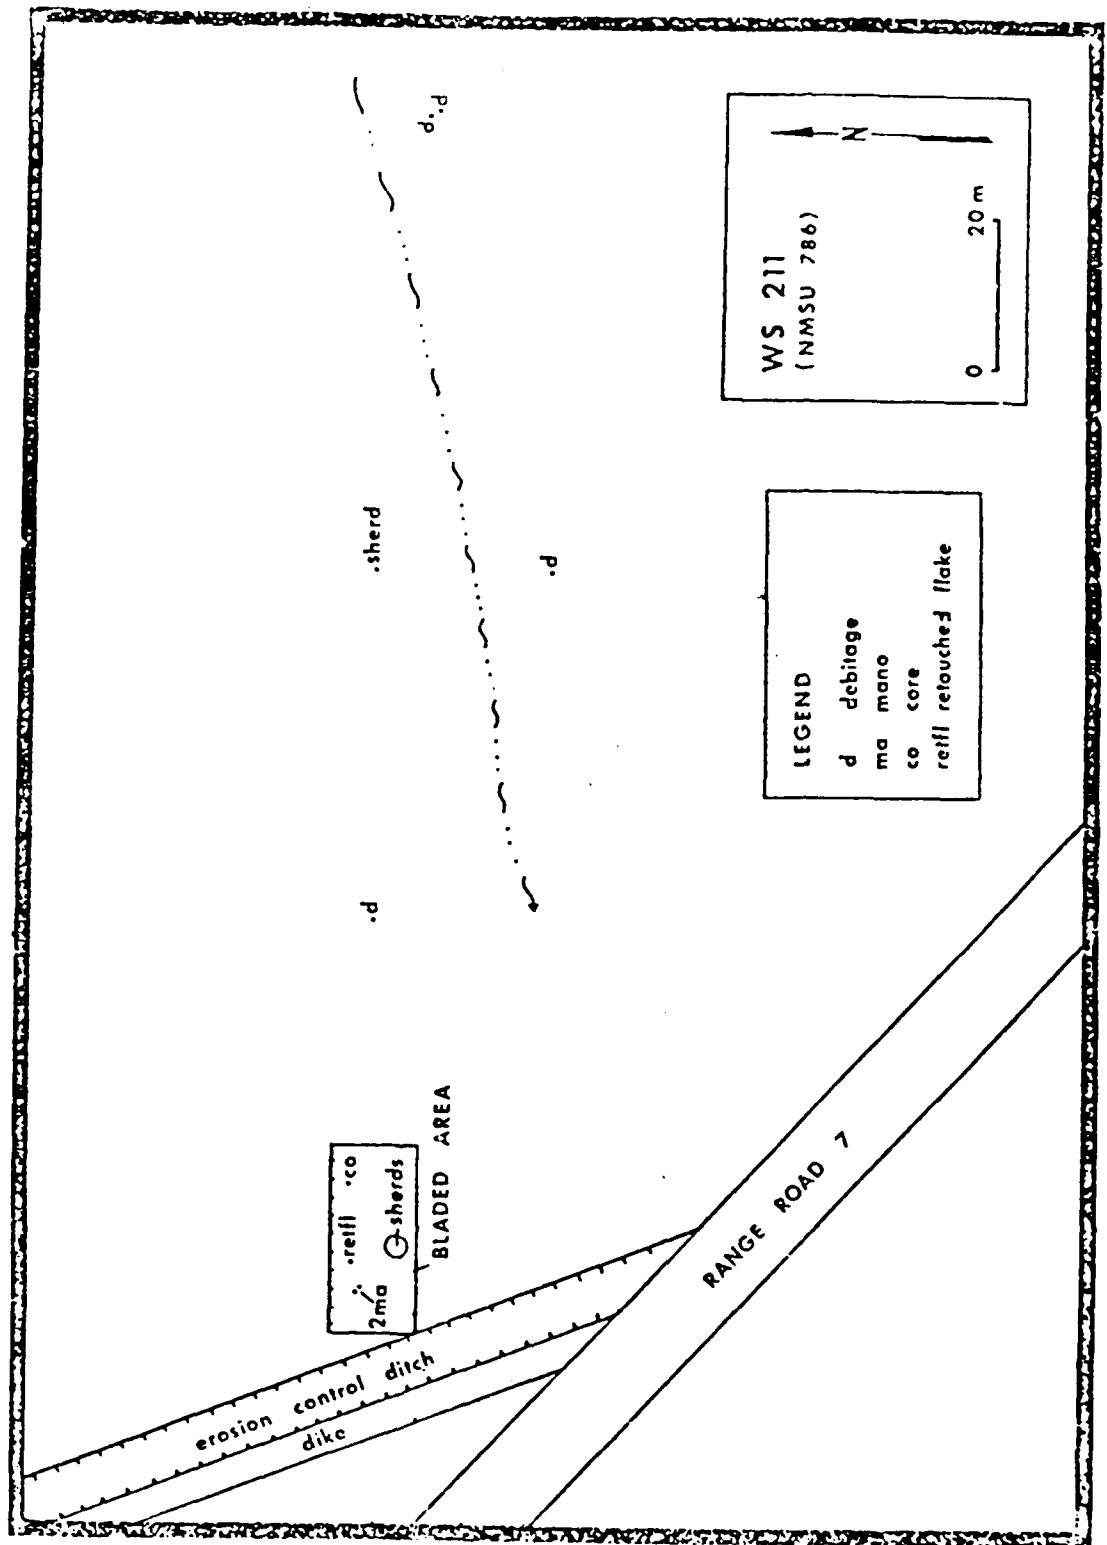 d. .d
.sherd
.d
.d
.retfl .co
2ma sherds
BLADED AREA
erosion control ditch
dike
RANGE ROAD 7
LEGEND
d debitage
ma mano
co core
retfl retouched flake
WS 211
(NMSU 786)
N
0 20 m